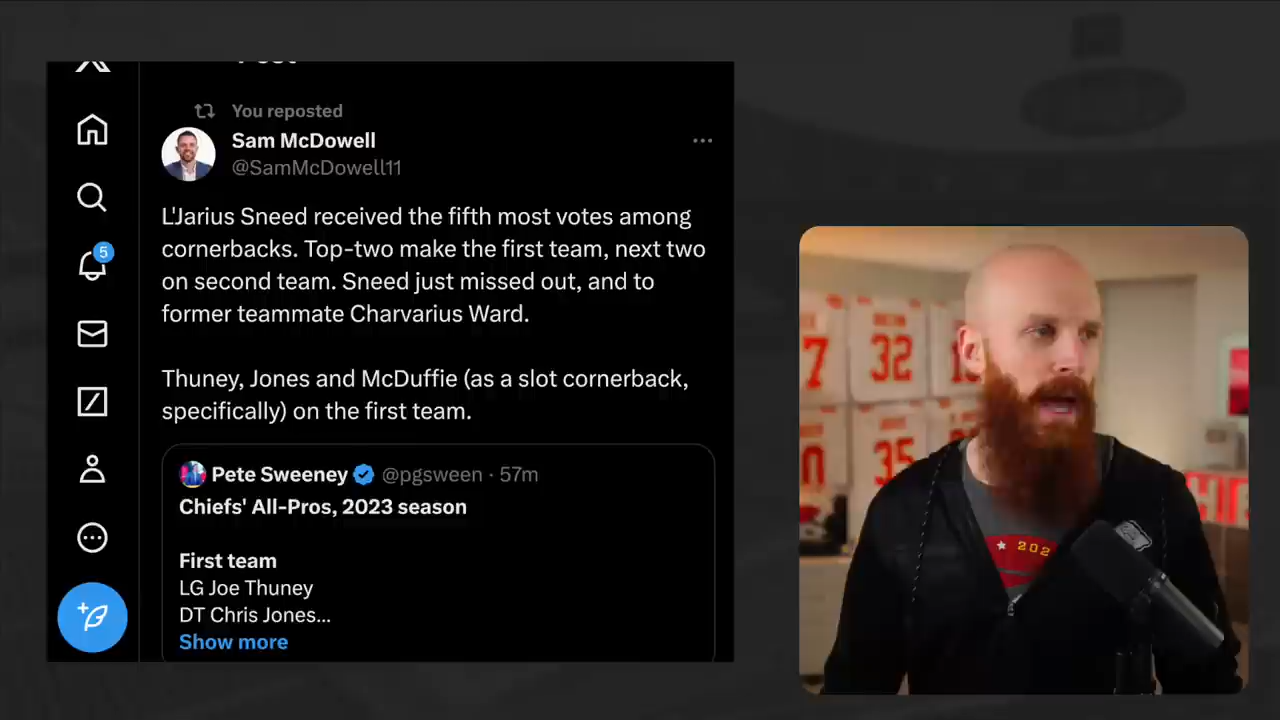 You reposted
Sam McDowell
@SamMcDowell11
L'Jarius Sneed received the fifth most votes among
cornerbacks. Top-two make the first team, next two
on second team. Sneed just missed out, and to
former teammate Charvarius Ward.
Thuney, Jones and McDuffie (as a slot cornerback,
specifically) on the first team.
Pete Sweeney @pgsween · 57m
Chiefs' All-Pros, 2023 season
First team
LG Joe Thuney
DT Chris Jones...
Show more
5
32
35
202